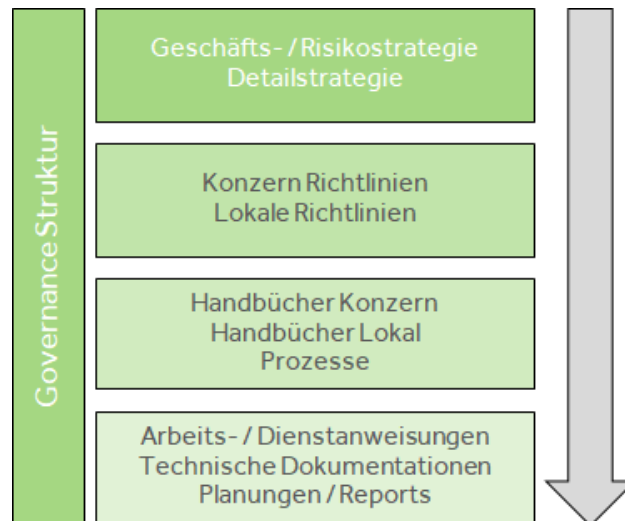 Governance Struktur
Geschäfts- / Risikostrategie
Detailstrategie
Konzern Richtlinien
Lokale Richtlinien
Handbücher Konzern
Handbücher Lokal
Prozesse
Arbeits- / Dienstanweisungen
Technische Dokumentationen
Planungen / Reports